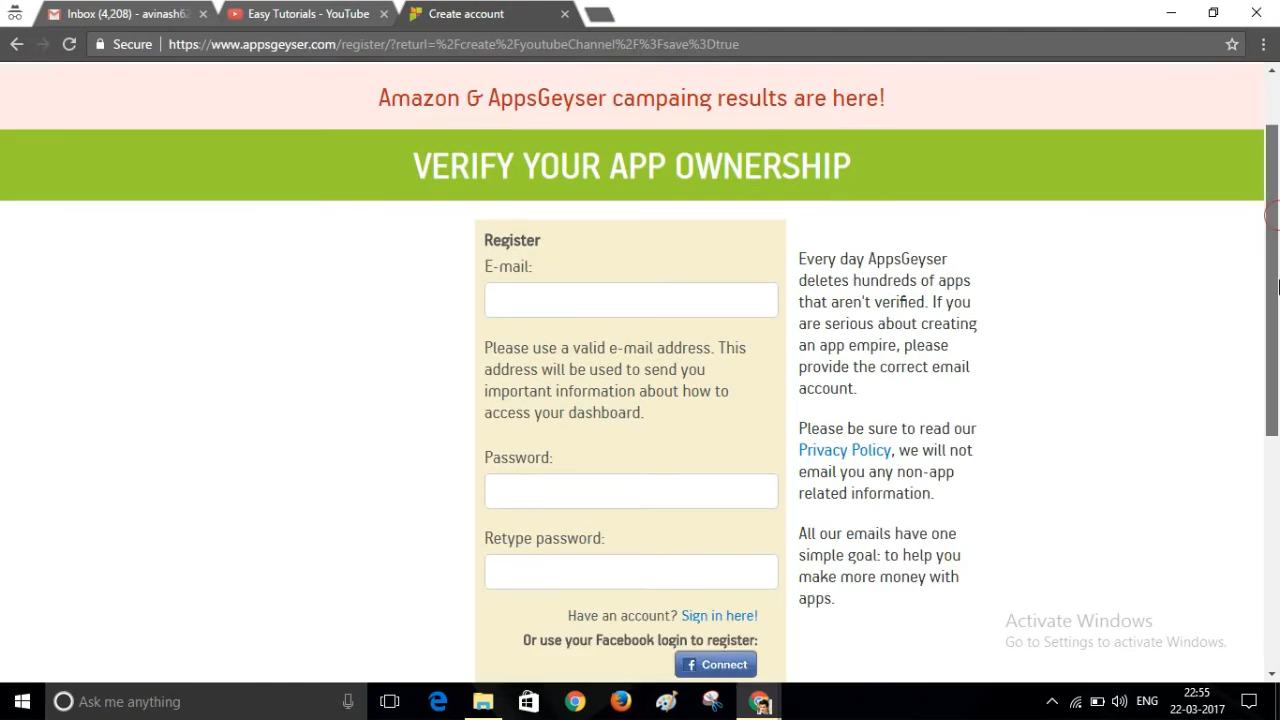 Inbox (4,208) - avinash62
Easy Tutorials - YouTube
Create account
Secure
https://www.appsgeyser.com/register/?returl=%2Fcreate%2FyoutubeChannel%2F%3Fsave%3Dtrue
Amazon & AppsGeyser campaing results are here!
VERIFY YOUR APP OWNERSHIP
Register
E-mail:
Please use a valid e-mail address. This
address will be used to send you
important information about how to
access your dashboard.
Password:
Retype password:
Have an account? Sign in here!
Or use your Facebook login to register:
f Connect
Every day AppsGeyser
deletes hundreds of apps
that aren't verified. If you
are serious about creating
an app empire, please
provide the correct email
account.
Please be sure to read our
Privacy Policy, we will not
email you any non-app
related information.
All our emails have one
simple goal: to help you
make more money with
apps.
Activate Windows
Go to Settings to activate Windows.
Ask me anything
ENG
22:55
22-03-2017